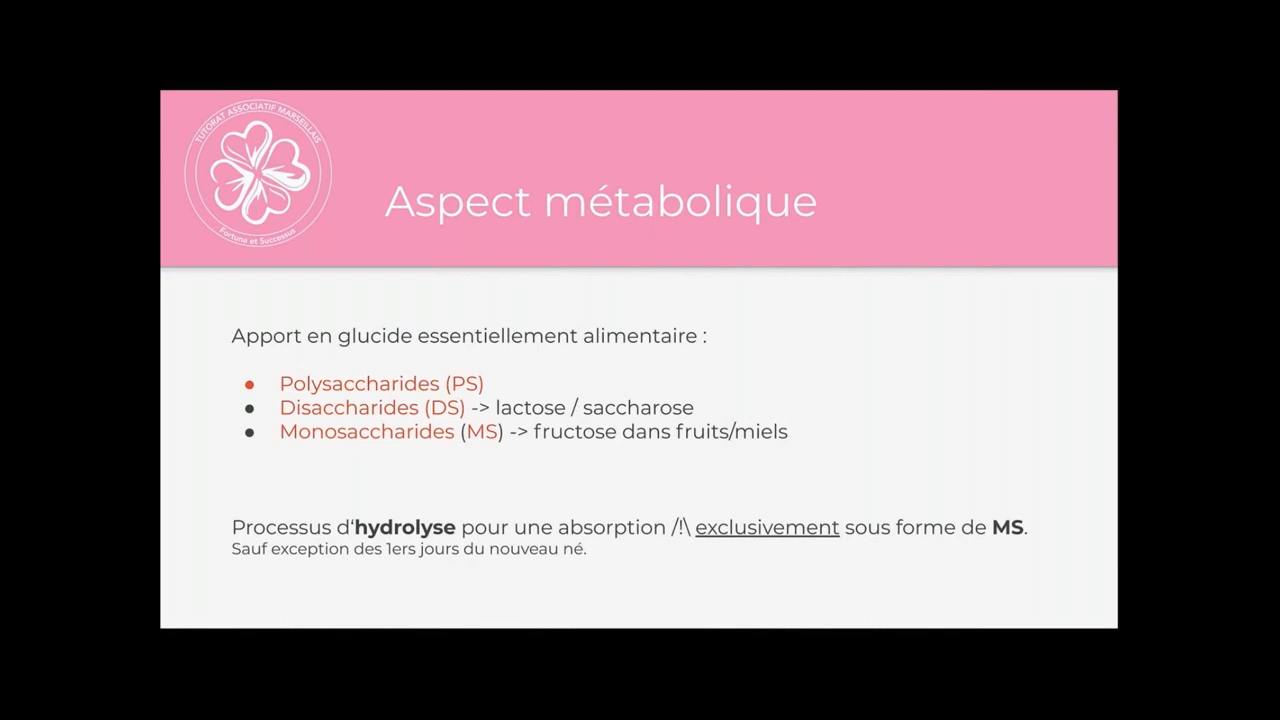 TUTORAT ASSOCIATIF MARSEILLAIS
Fortuna et Successus
Aspect métabolique
Apport en glucide essentiellement alimentaire :
● Polysaccharides (PS)
● Disaccharides (DS) -> lactose / saccharose
● Monosaccharides (MS) -> fructose dans fruits/miels
Processus d‘hydrolyse pour une absorption /!\ exclusivement sous forme de MS.
Sauf exception des 1ers jours du nouveau né.